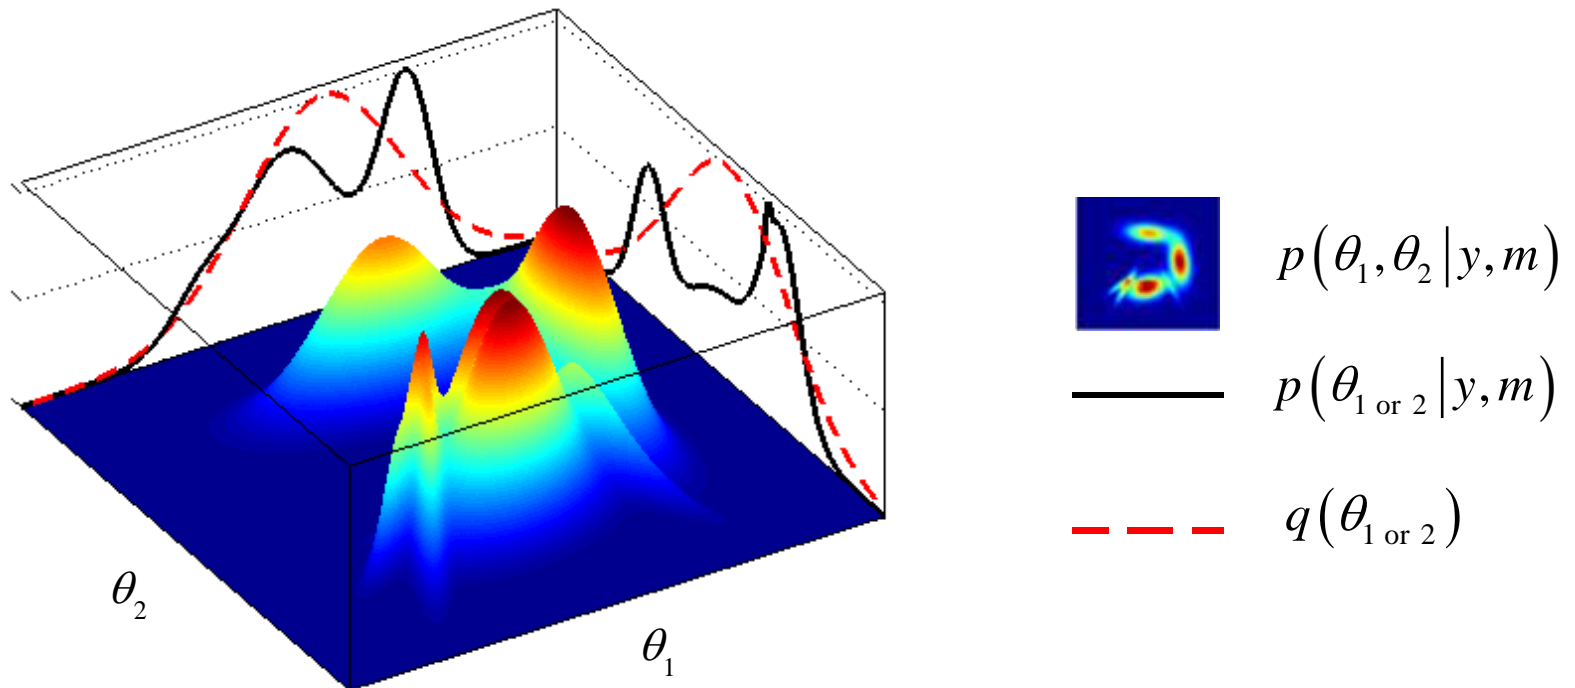 p(θ₁, θ₂ | y, m)
p(θ₁ or ₂ | y, m)
q(θ₁ or ₂)
θ₂
θ₁